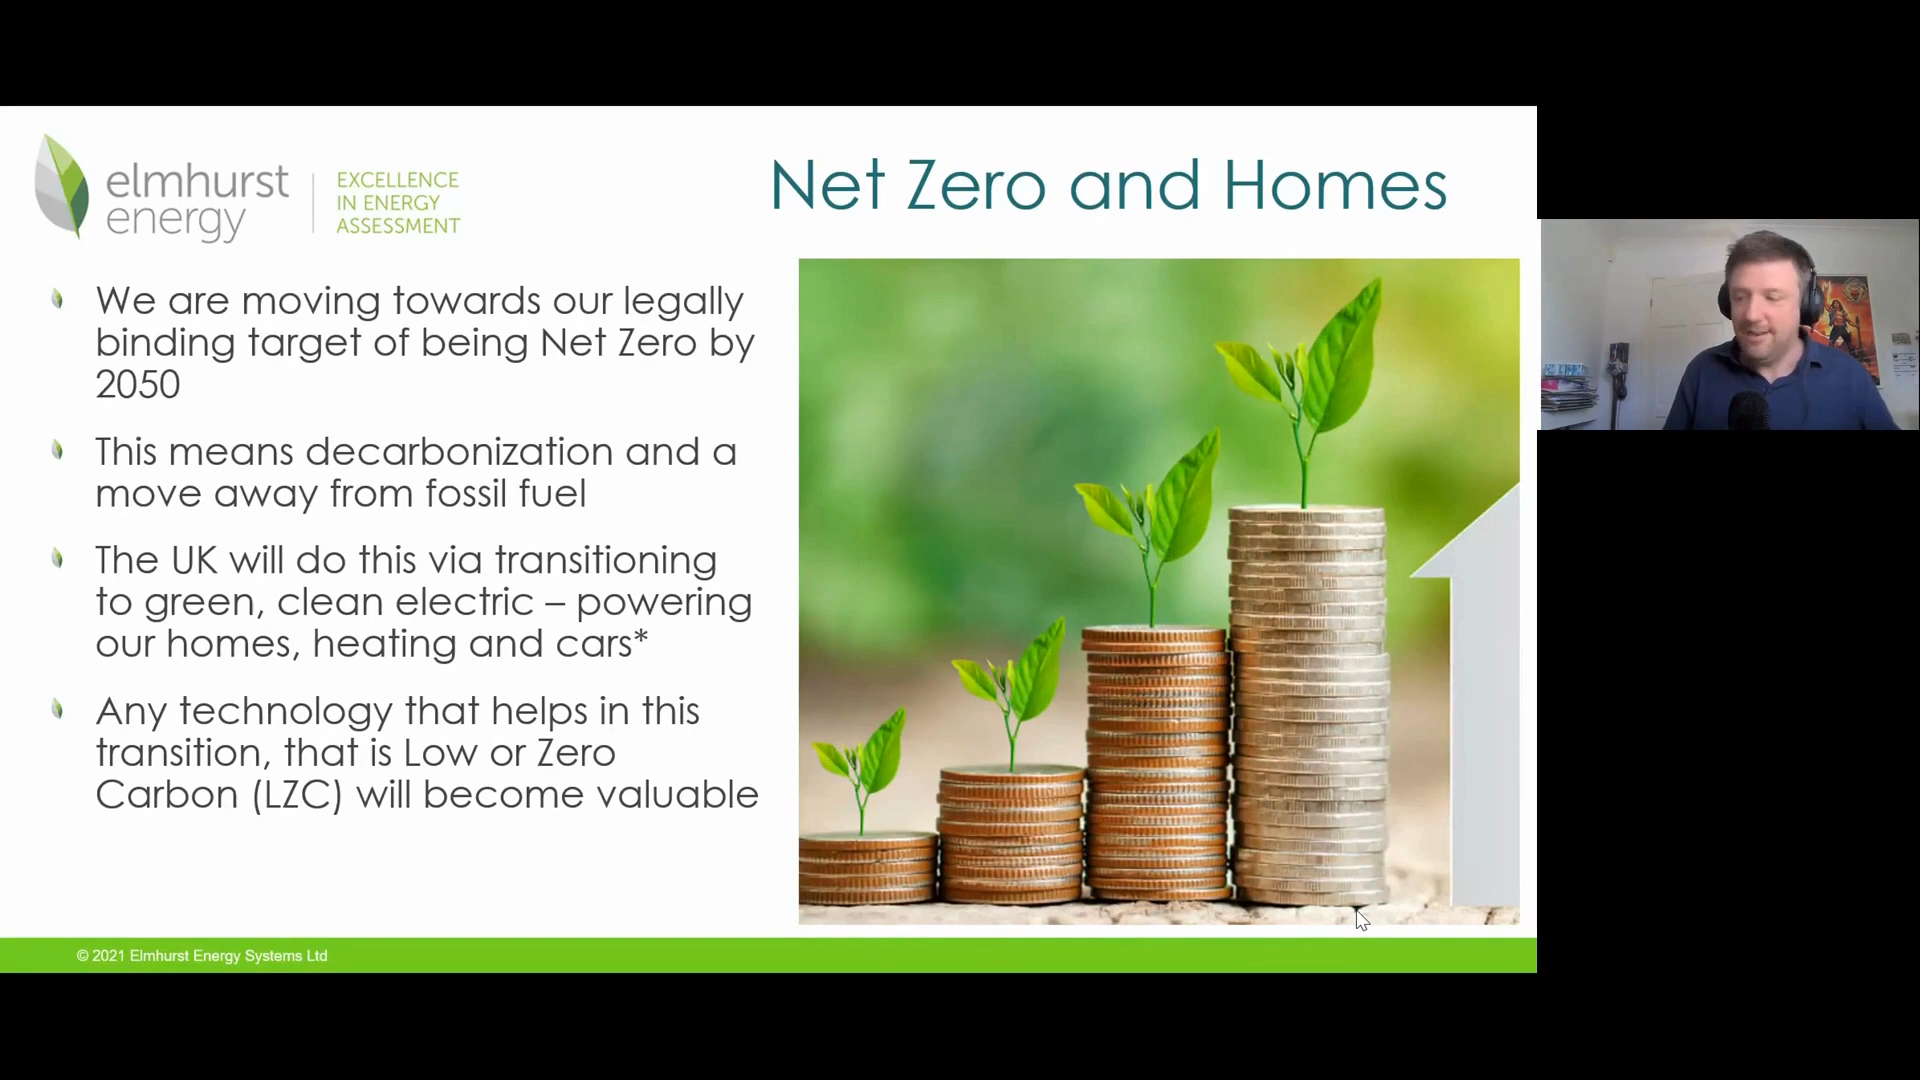 elmhurst
energy
EXCELLENCE
IN ENERGY
ASSESSMENT
Net Zero and Homes
We are moving towards our legally
binding target of being Net Zero by
2050
This means decarbonization and a
move away from fossil fuel
The UK will do this via transitioning
to green, clean electric – powering
our homes, heating and cars*
Any technology that helps in this
transition, that is Low or Zero
Carbon (LZC) will become valuable
© 2021 Elmhurst Energy Systems Ltd